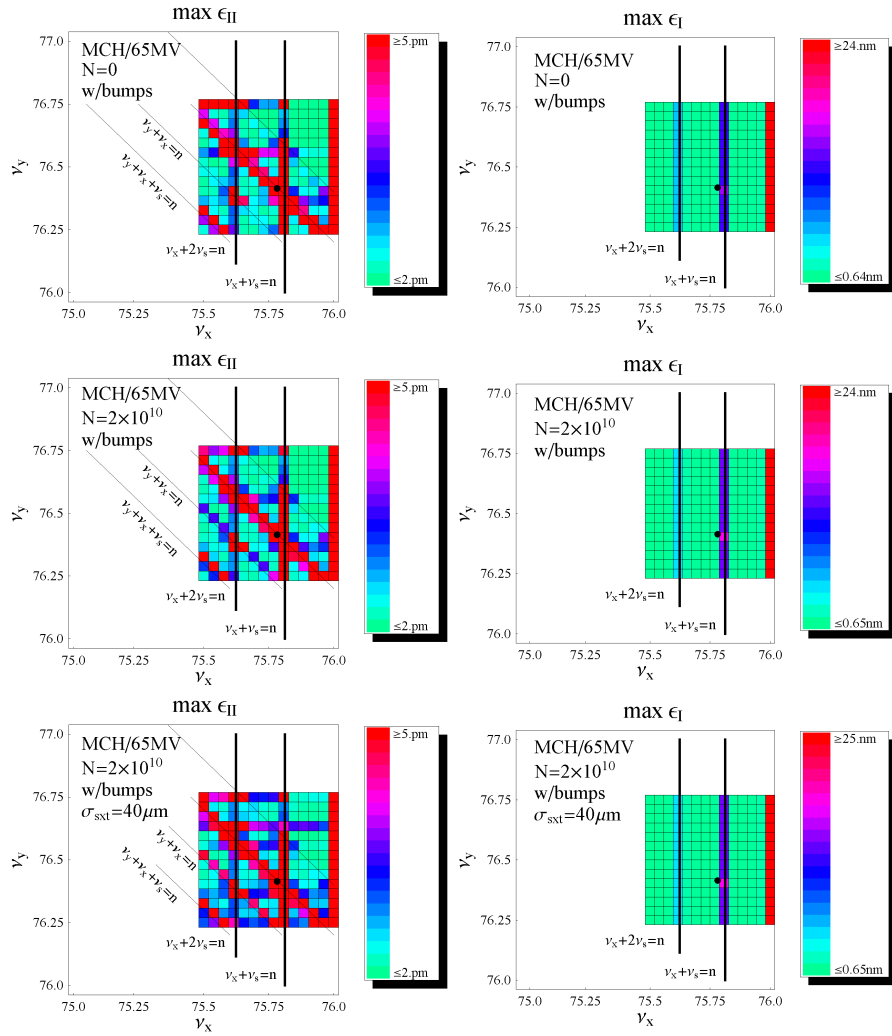 max ϵII
MCH/65MV
N=0
w/bumps
νy+νx=n
νy+νx+νs=n
νx+2νs=n
νx+νs=n
77.0
76.75
76.5
76.25
76.0
νy
75.0
75.25
75.5
75.75
76.0
νx
≥5.pm
≤2.pm
max ϵI
MCH/65MV
N=0
w/bumps
νx+2νs=n
νx+νs=n
77.0
76.75
76.5
76.25
76.0
νy
75.0
75.25
75.5
75.75
76.0
νx
≥24.nm
≤0.64nm
max ϵII
MCH/65MV
N=2×10^10
w/bumps
νy+νx=n
νy+νx+νs=n
νx+2νs=n
νx+νs=n
77.0
76.75
76.5
76.25
76.0
νy
75.0
75.25
75.5
75.75
76.0
νx
≥5.pm
≤2.pm
max ϵI
MCH/65MV
N=2×10^10
w/bumps
νx+2νs=n
νx+νs=n
77.0
76.75
76.5
76.25
76.0
νy
75.0
75.25
75.5
75.75
76.0
νx
≥24.nm
≤0.65nm
max ϵII
MCH/65MV
N=2×10^10
w/bumps
σsxt=40μm
νy+νx=n
νy+νx+νs=n
νx+2νs=n
νx+νs=n
77.0
76.75
76.5
76.25
76.0
νy
75.0
75.25
75.5
75.75
76.0
νx
≥5.pm
≤2.pm
max ϵI
MCH/65MV
N=2×10^10
w/bumps
σsxt=40μm
νx+2νs=n
νx+νs=n
77.0
76.75
76.5
76.25
76.0
νy
75.0
75.25
75.5
75.75
76.0
νx
≥25.nm
≤0.65nm